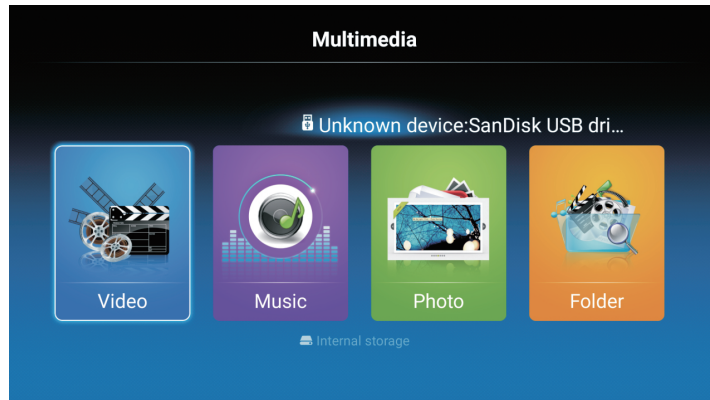 Multimedia
Unknown device:SanDisk USB dri...
Video Music Photo Folder
Internal storage